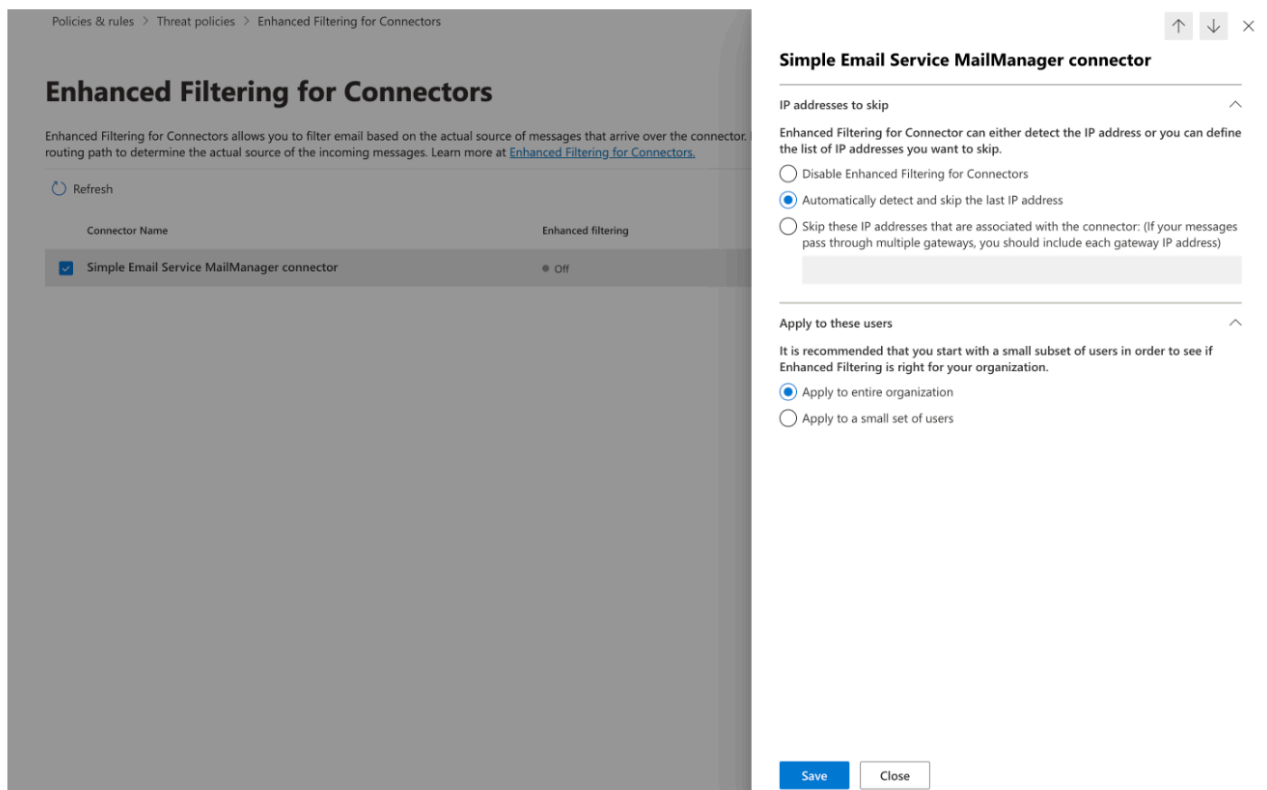 Policies & rules > Threat policies > Enhanced Filtering for Connectors
Enhanced Filtering for Connectors
Enhanced Filtering for Connectors allows you to filter email based on the actual source of messages that arrive over the connector.
routing path to determine the actual source of the incoming messages. Learn more at Enhanced Filtering for Connectors.
Refresh
Connector Name Enhanced filtering
Simple Email Service MailManager connector Off
Simple Email Service MailManager connector
IP addresses to skip
Enhanced Filtering for Connector can either detect the IP address or you can define
the list of IP addresses you want to skip.
Disable Enhanced Filtering for Connectors
Automatically detect and skip the last IP address
Skip these IP addresses that are associated with the connector: (If your messages
pass through multiple gateways, you should include each gateway IP address)
Apply to these users
It is recommended that you start with a small subset of users in order to see if
Enhanced Filtering is right for your organization.
Apply to entire organization
Apply to a small set of users
Save Close